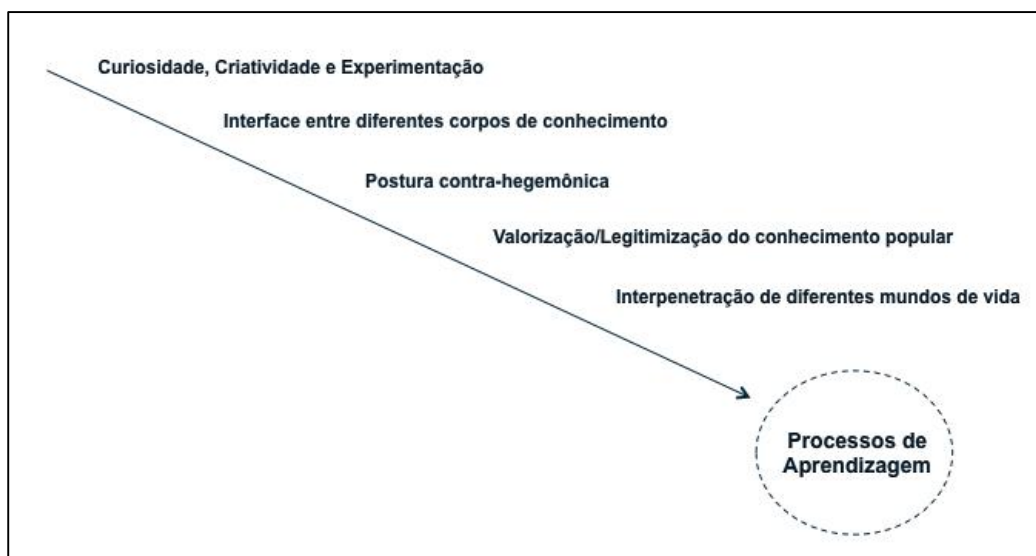 Curiosidade, Criatividade e Experimentação
Interface entre diferentes corpos de conhecimento
Postura contra-hegemônica
Valorização/Legitimização do conhecimento popular
Interpenetração de diferentes mundos de vida
Processos de
Aprendizagem